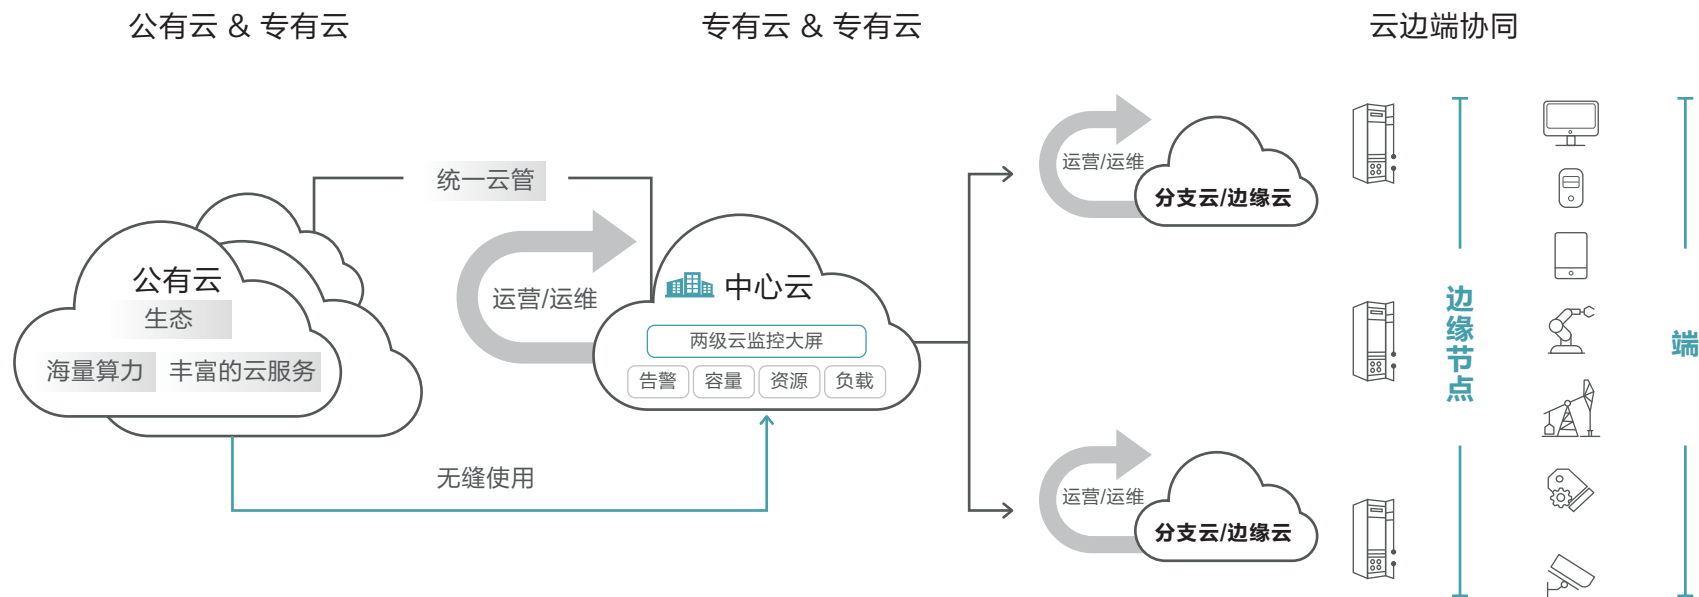 公有云 & 专有云
专有云 & 专有云
云边端协同
统一云管
公有云
生态
海量算力
丰富的云服务
运营/运维
中心云
两级云监控大屏
告警
容量
资源
负载
无缝使用
运营/运维
分支云/边缘云
运营/运维
分支云/边缘云
边缘节点
端